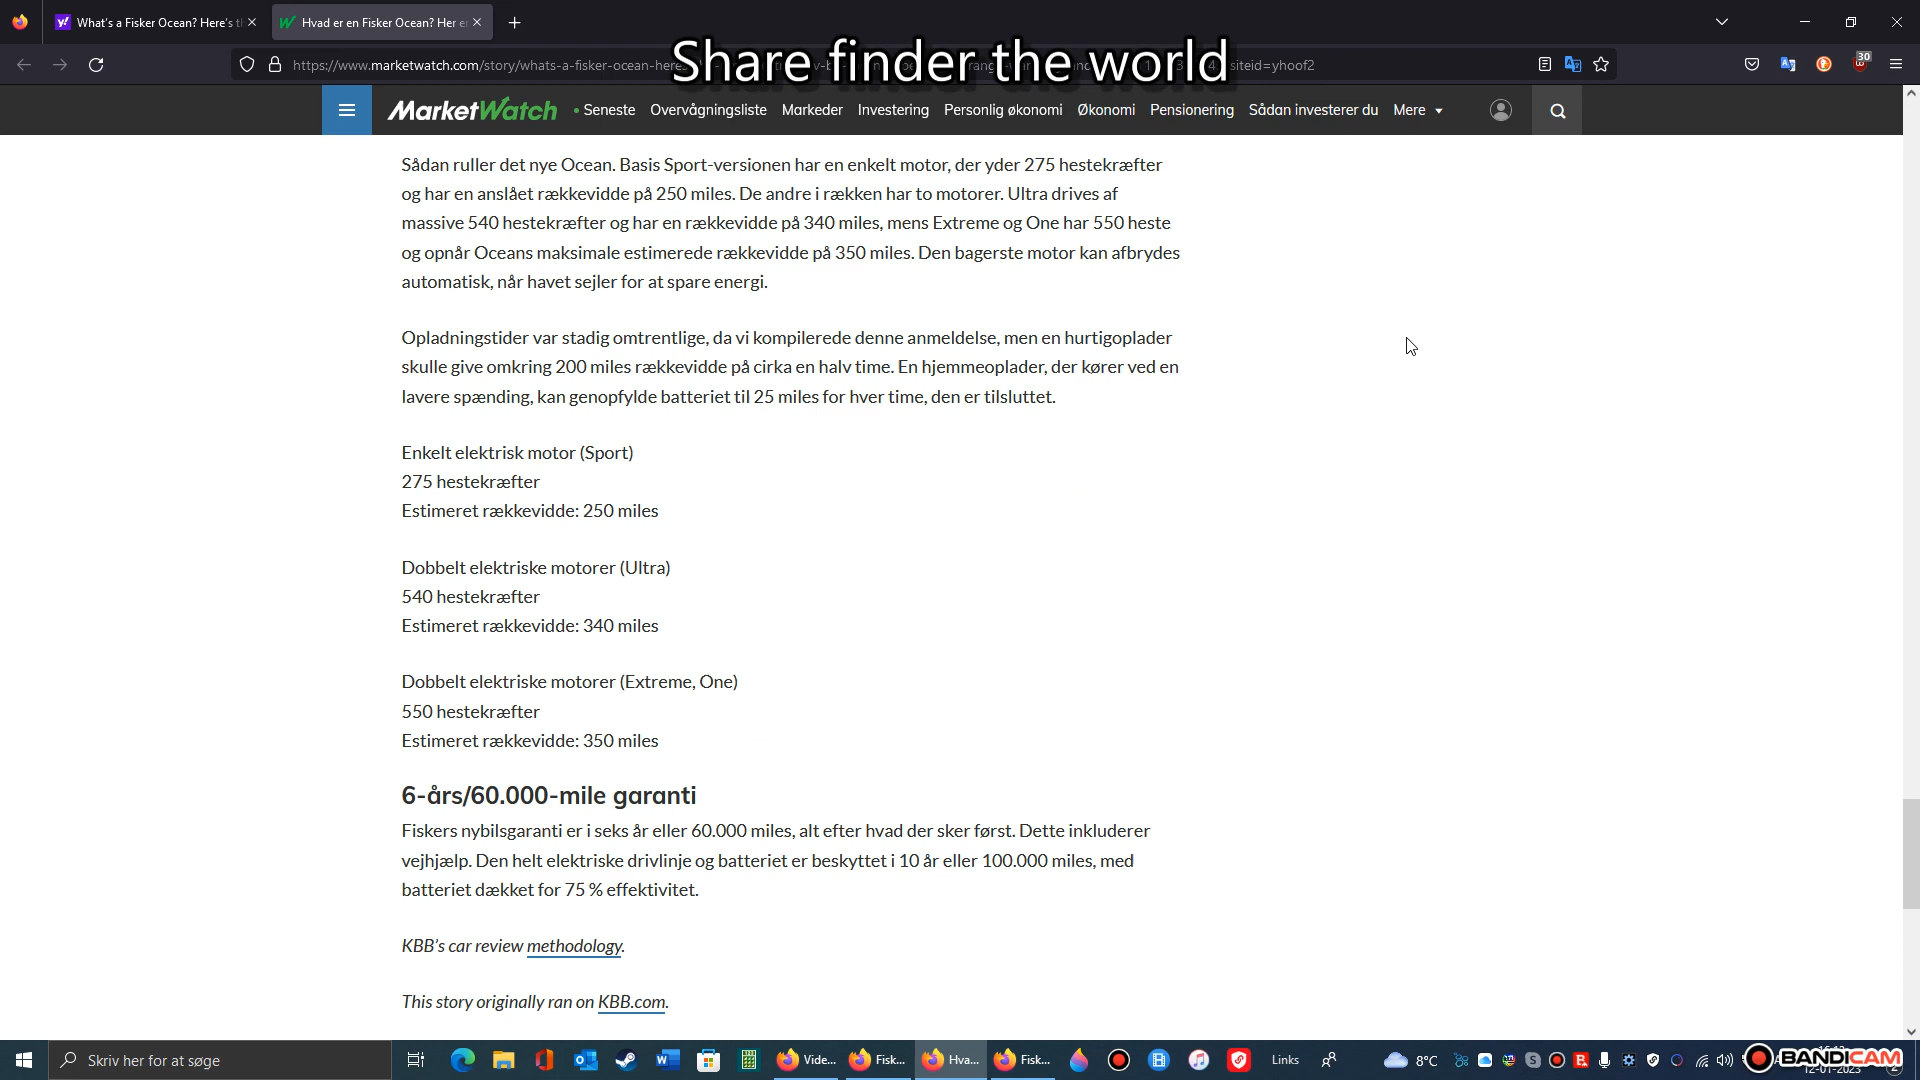 What's a Fisker Ocean? Here's t
Hvad er en Fisker Ocean? Her e
Share finder the world
https://www.marketwatch.com/story/whats-a-fisker-ocean-here
siteid=yhoof2
30
MarketWatch
Seneste Overvågningsliste Markeder Investering Personlig økonomi Økonomi Pensionering Sådan investerer du Mere
Sådan ruller det nye Ocean. Basis Sport-versionen har en enkelt motor, der yder 275 hestekræfter
og har en anslået rækkevidde på 250 miles. De andre i rækken har to motorer. Ultra drives af
massive 540 hestekræfter og har en rækkevidde på 340 miles, mens Extreme og One har 550 heste
og opnår Oceans maksimale estimerede rækkevidde på 350 miles. Den bagerste motor kan afbrydes
automatisk, når havet sejler for at spare energi.
Opladningstider var stadig omtrentlige, da vi kompilerede denne anmeldelse, men en hurtigoplader
skulle give omkring 200 miles rækkevidde på cirka en halv time. En hjemmeoplader, der kører ved en
lavere spænding, kan genopfylde batteriet til 25 miles for hver time, den er tilsluttet.
Enkelt elektrisk motor (Sport)
275 hestekræfter
Estimeret rækkevidde: 250 miles
Dobbelt elektriske motorer (Ultra)
540 hestekræfter
Estimeret rækkevidde: 340 miles
Dobbelt elektriske motorer (Extreme, One)
550 hestekræfter
Estimeret rækkevidde: 350 miles
6-års/60.000-mile garanti
Fiskers nybilsgaranti er i seks år eller 60.000 miles, alt efter hvad der sker først. Dette inkluderer
vejhjælp. Den helt elektriske drivlinje og batteriet er beskyttet i 10 år eller 100.000 miles, med
batteriet dækket for 75 % effektivitet.
KBB's car review methodology.
This story originally ran on KBB.com.
Skriv her for at søge
Vide...
Fisk...
Hva...
Fisk...
Links
8°C
BANDICAM
12-01-2023